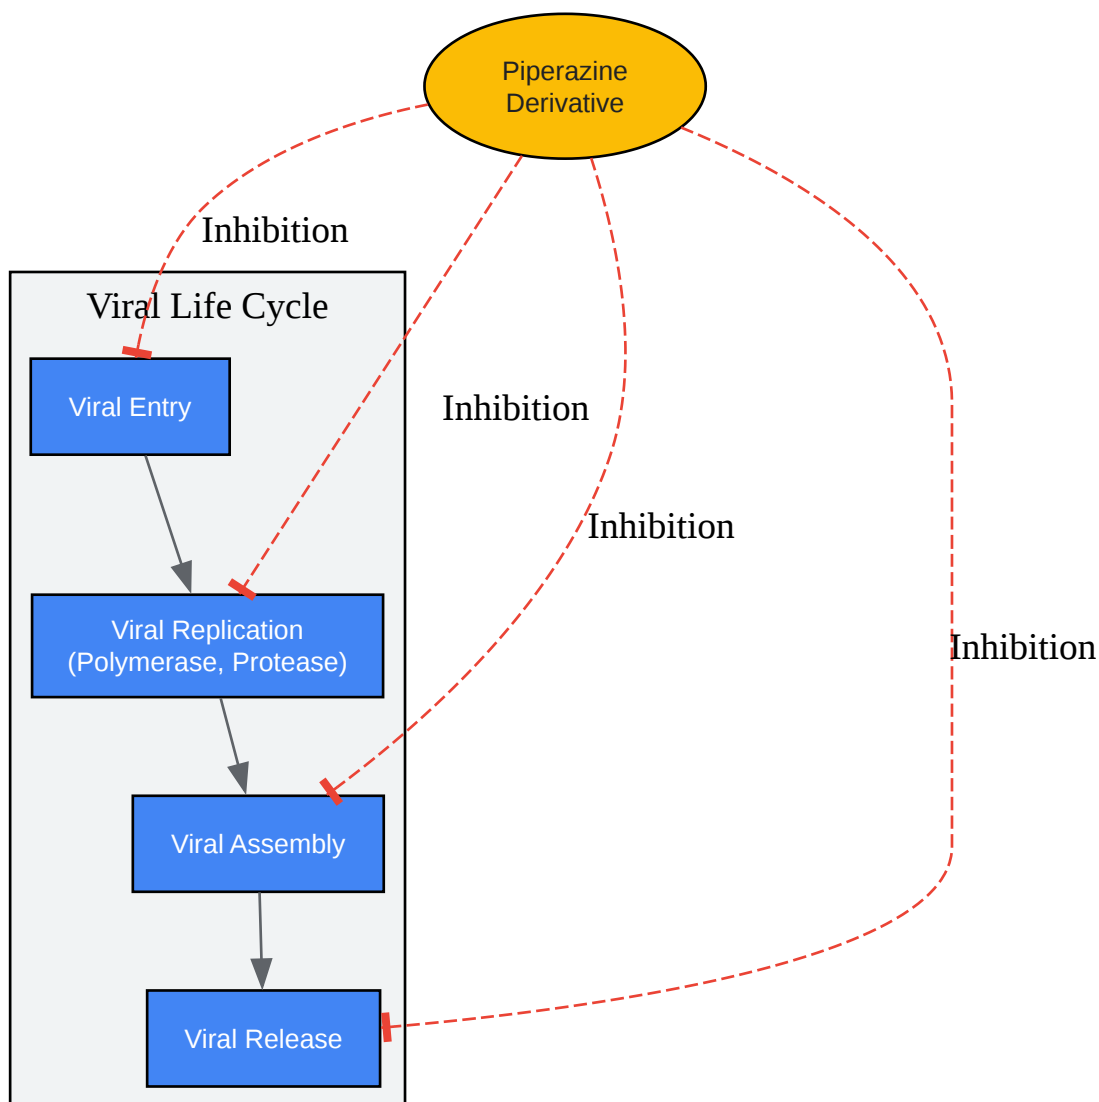 Piperazine
Derivative
Inhibition
Viral Life Cycle
Viral Entry
Inhibition
Inhibition
Viral Replication
(Polymerase, Protease)
Inhibition
Viral Assembly
Viral Release